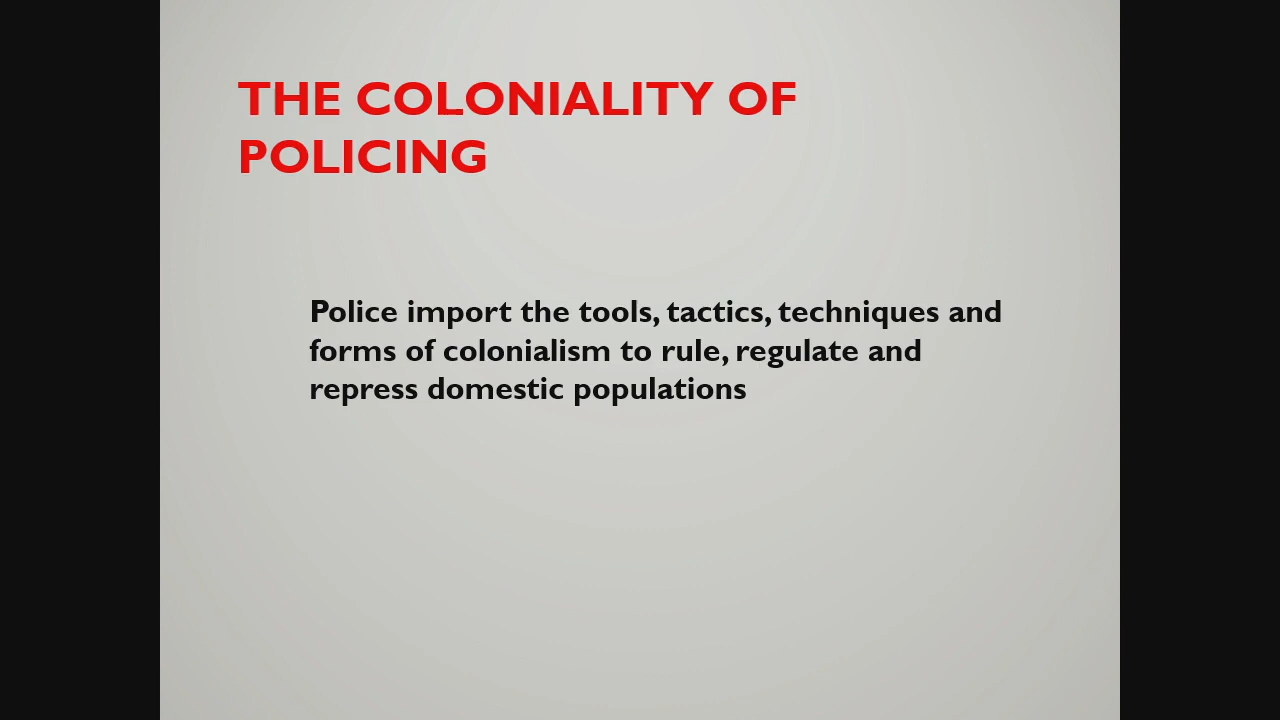 THE COLONIALITY OF
POLICING
Police import the tools, tactics, techniques and
forms of colonialism to rule, regulate and
repress domestic populations